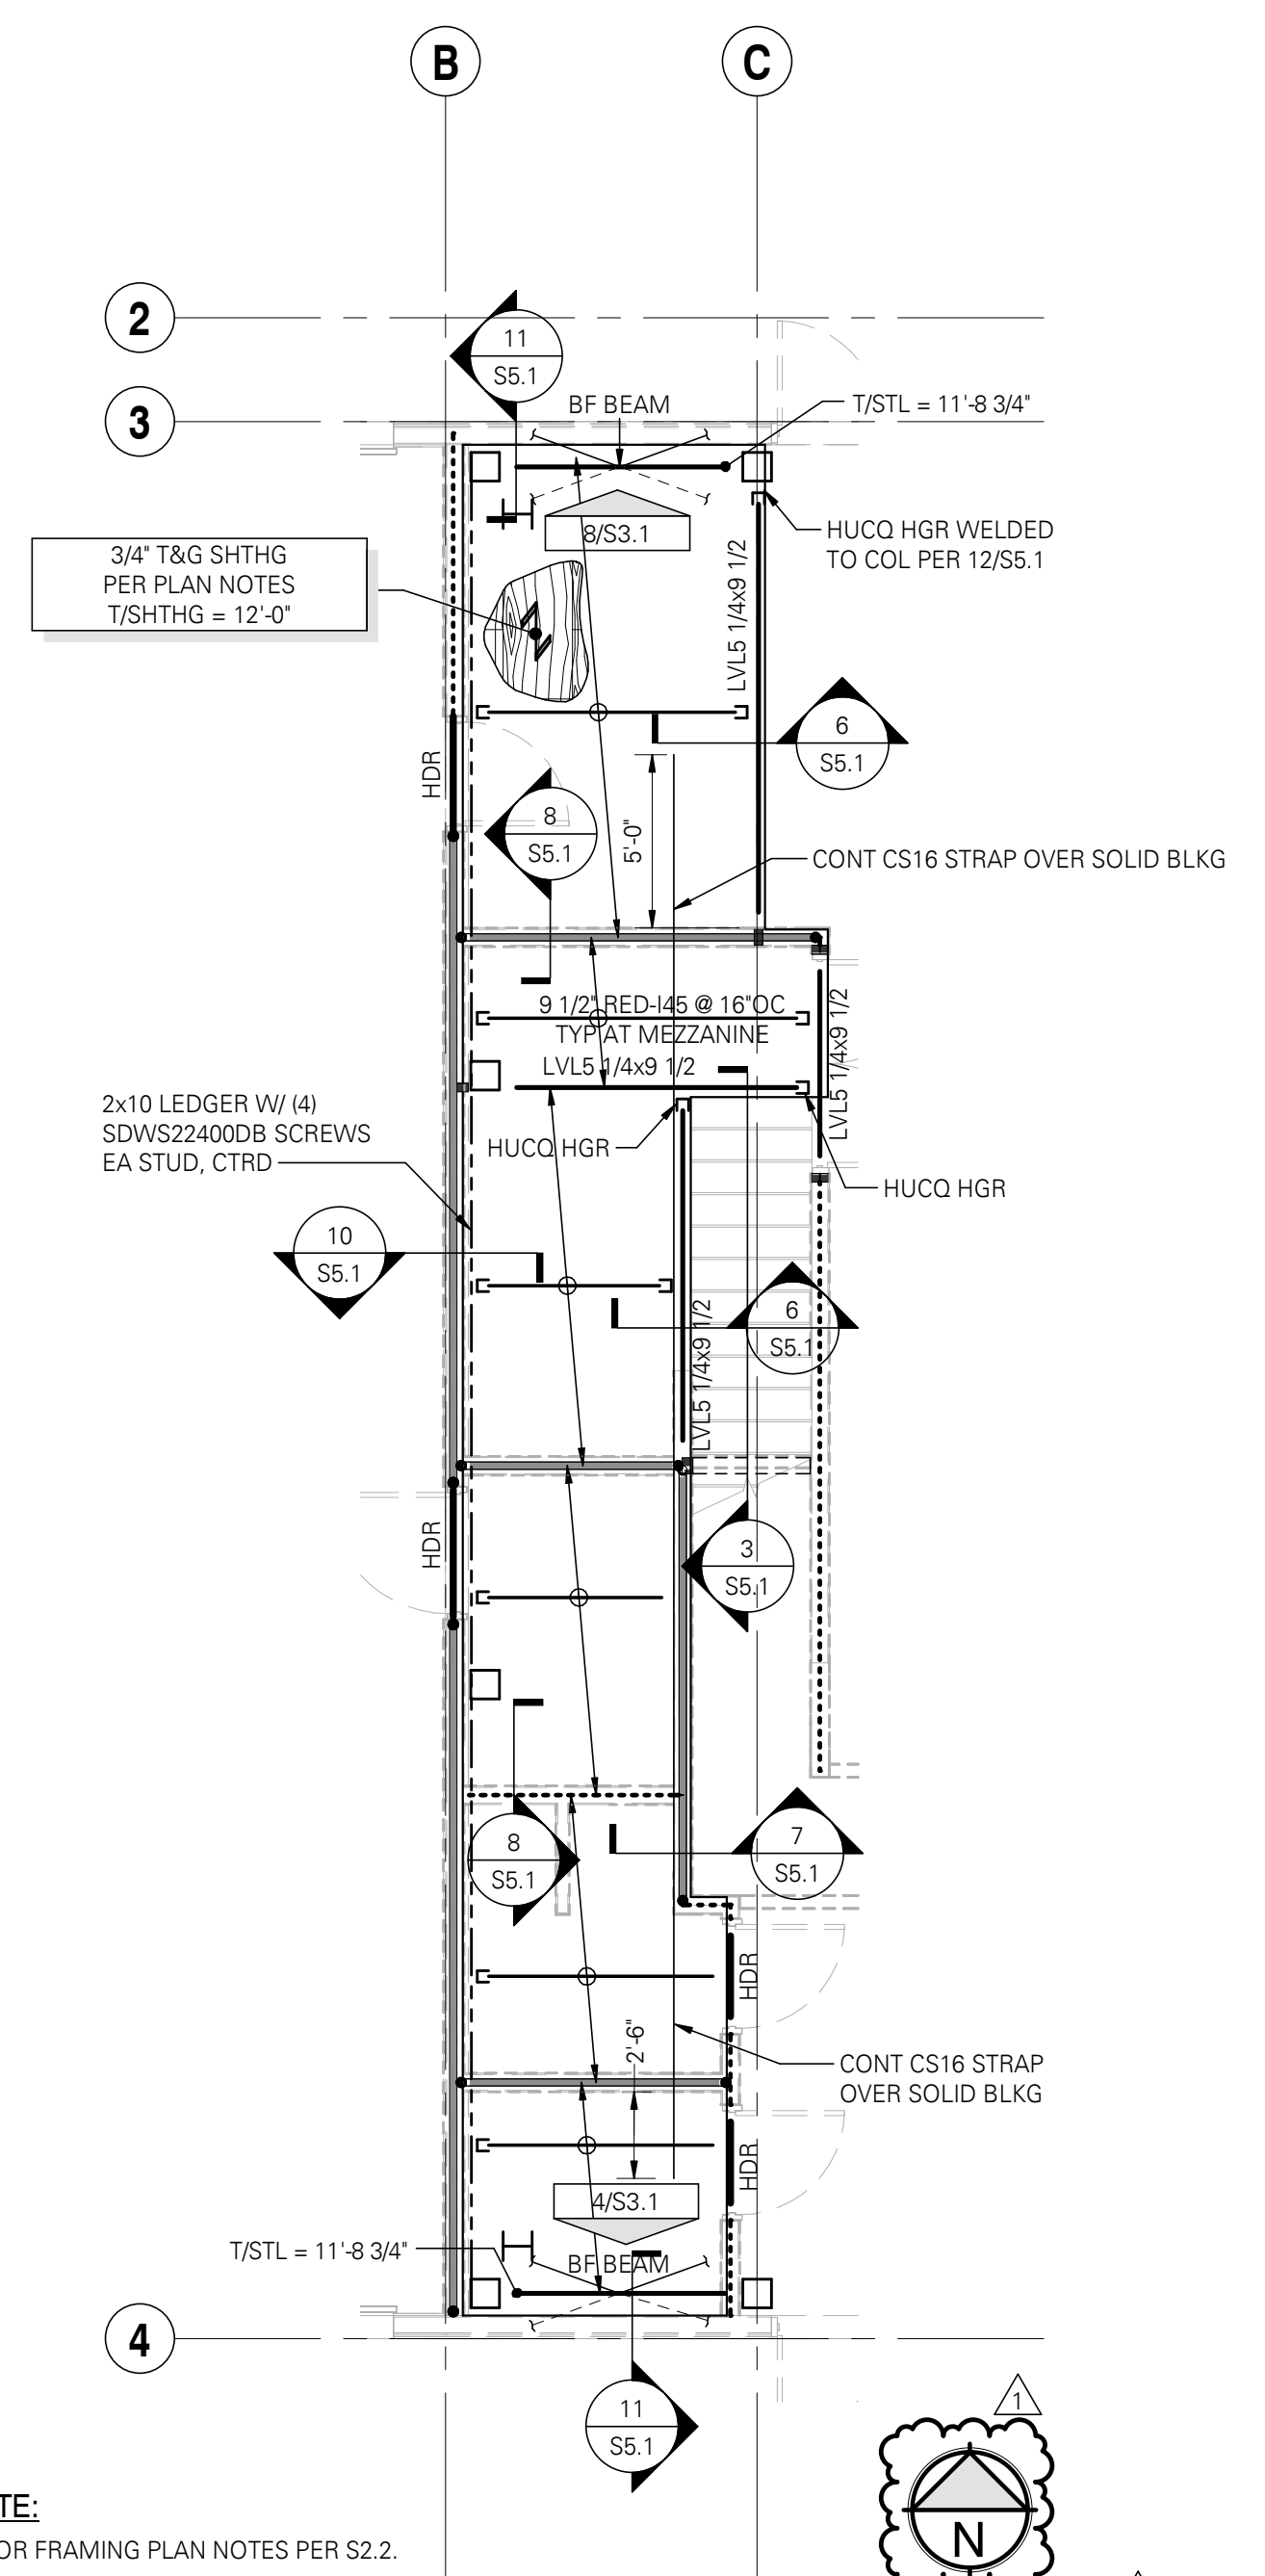 B
C
2
11
S5.1
3
BF BEAM
T/STL = 11'-8 3/4"
8/S3.1
HUCQ HGR WELDED
TO COL PER 12/S5.1
3/4" T&G SHTHG
PER PLAN NOTES
T/SHTHG = 12'-0"
LVL5 1/4x9 1/2
6
S5.1
HDR
8
S5.1
5'-0"
CONT CS16 STRAP OVER SOLID BLKG
9 1/2" RED-I45 @ 16"OC
TYP AT MEZZANINE
LVL5 1/4x9 1/2
LVL5 1/4x9 1/2
2x10 LEDGER W/ (4)
SDWS22400DB SCREWS
EA STUD, CTRD
HUCQ HGR
HUCQ HGR
10
S5.1
6
S5.1
LVL5 1/4x9 1/2
HDR
3
S5.1
8
S5.1
7
S5.1
HDR
2'-6"
CONT CS16 STRAP
OVER SOLID BLKG
HDR
4/S3.1
T/STL = 11'-8 3/4"
BF BEAM
4
11
S5.1
1
N
TE:
OR FRAMING PLAN NOTES PER S2.2.